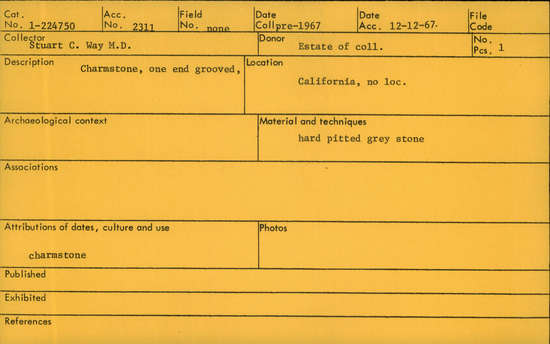 Cat. No. 1-224750 Acc. No. 2311 Field No. none Date Coll. pre-1967 Date Acc. 12-12-67. File Code
Collector Stuart C. Way M.D. Donor Estate of coll. No. Pcs. 1
Description Charmstone, one end grooved, Location
California, no loc.
Archaeological context Material and techniques
hard pitted grey stone
Associations
Attributions of dates, culture and use Photos
charmstone
Published
Exhibited
References